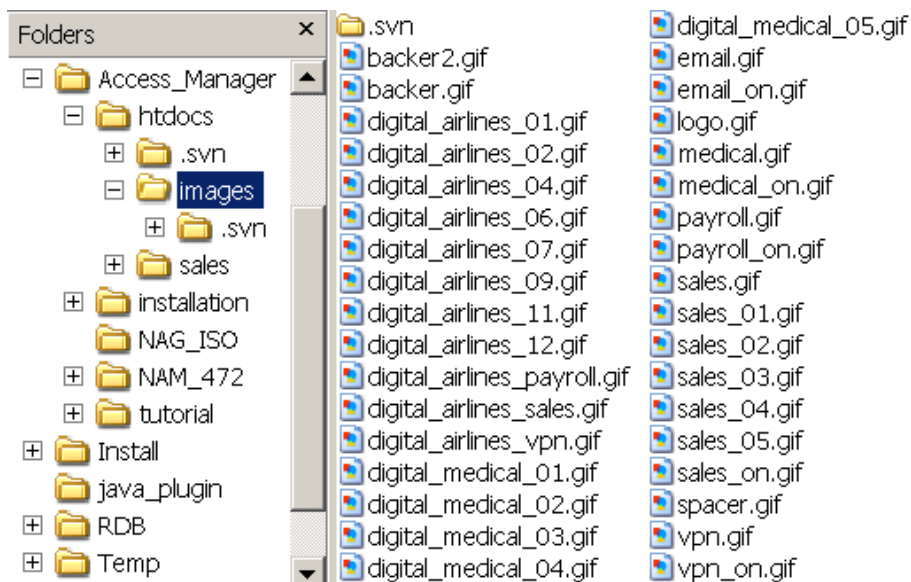 Folders
Access_Manager
htdocs
.svn
images
.svn
sales
installation
NAG_ISO
NAM_472
tutorial
Install
java_plugin
RDB
Temp
.svn
backer2.gif
backer.gif
digital_airlines_01.gif
digital_airlines_02.gif
digital_airlines_04.gif
digital_airlines_06.gif
digital_airlines_07.gif
digital_airlines_09.gif
digital_airlines_11.gif
digital_airlines_12.gif
digital_airlines_payroll.gif
digital_airlines_sales.gif
digital_airlines_vpn.gif
digital_medical_01.gif
digital_medical_02.gif
digital_medical_03.gif
digital_medical_04.gif
digital_medical_05.gif
email.gif
email_on.gif
logo.gif
medical.gif
medical_on.gif
payroll.gif
payroll_on.gif
sales.gif
sales_01.gif
sales_02.gif
sales_03.gif
sales_04.gif
sales_05.gif
sales_on.gif
spacer.gif
vpn.gif
vpn_on.gif